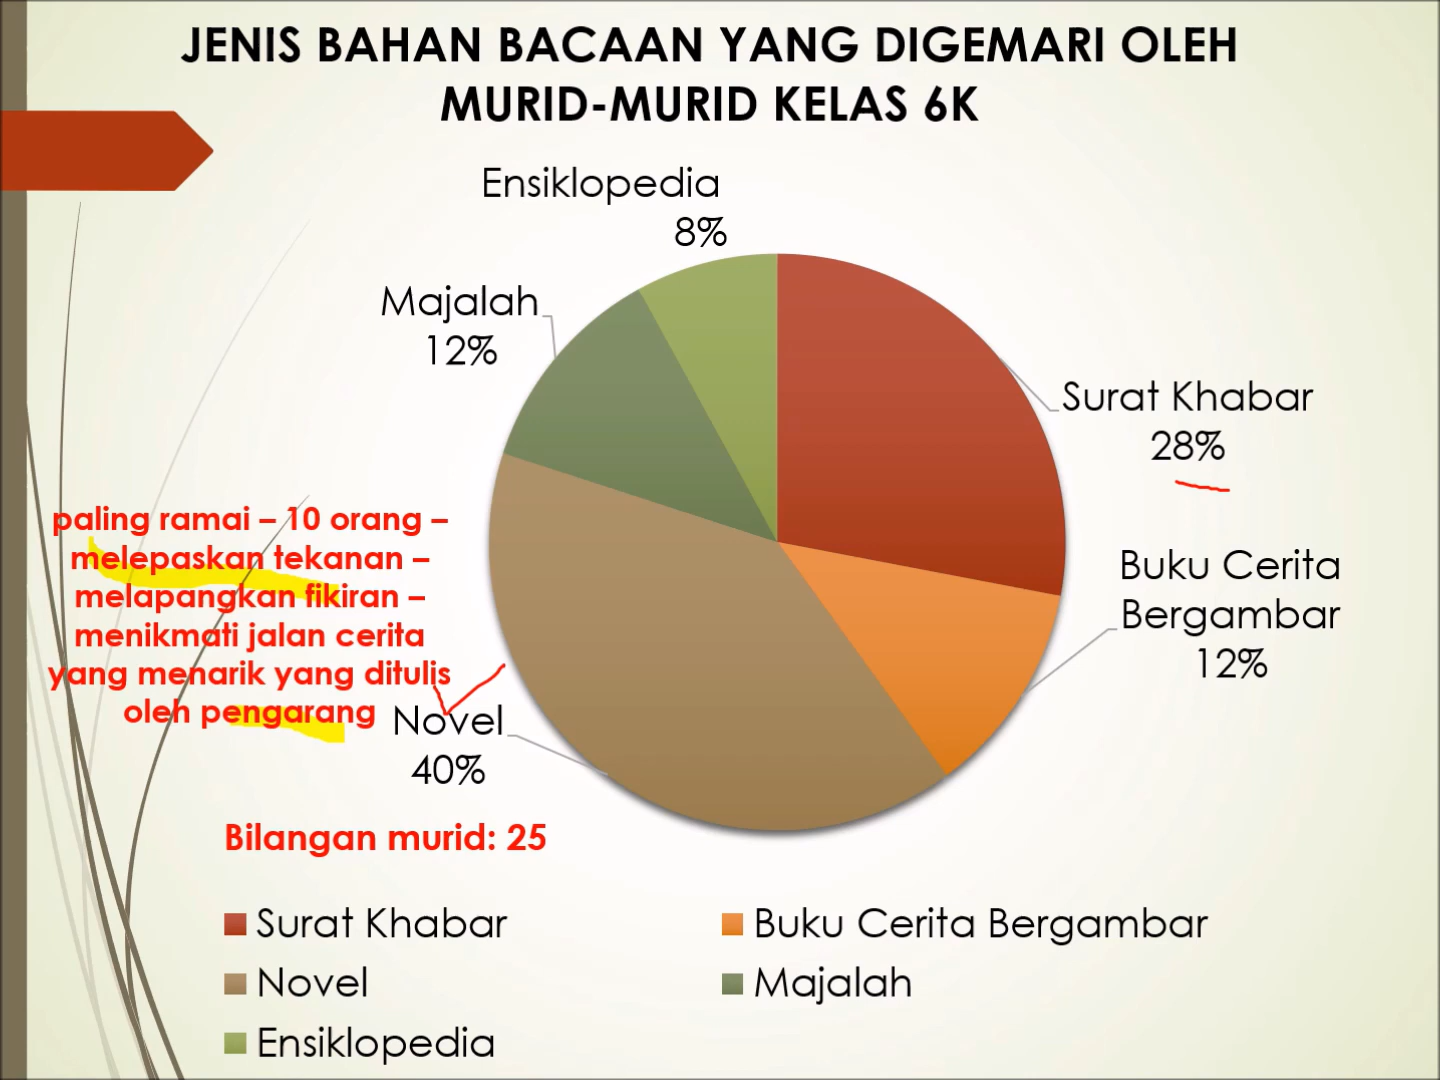 JENIS BAHAN BACAAN YANG DIGEMARI OLEH
MURID-MURID KELAS 6K
Ensiklopedia
8%
Majalah
12%
Surat Khabar
28%
Buku Cerita
Bergambar
12%
paling ramai – 10 orang –
melepaskan tekanan –
melapangkan fikiran –
menikmati jalan cerita
yang menarik yang ditulis
oleh pengarang
Novel
40%
Bilangan murid: 25
Surat Khabar
Buku Cerita Bergambar
Novel
Majalah
Ensiklopedia